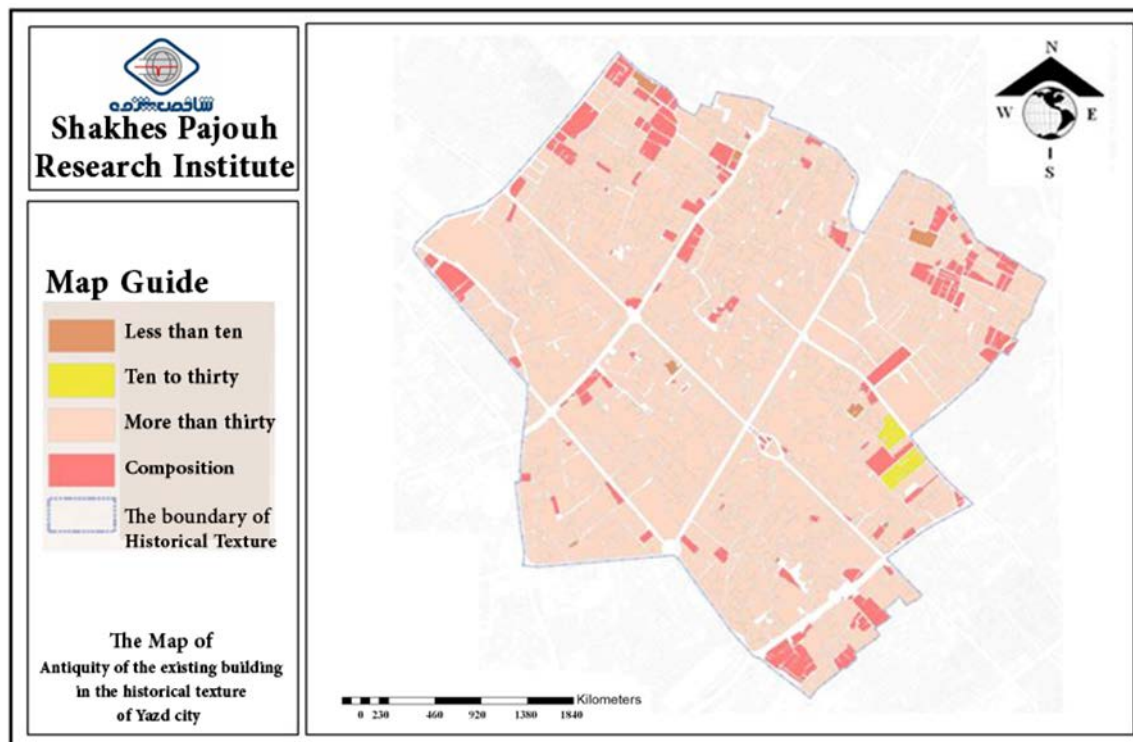 شاخص پژوه
Shakhes Pajouh
Research Institute
Map Guide
Less than ten
Ten to thirty
More than thirty
Composition
The boundary of
Historical Texture
The Map of
Antiquity of the existing building
in the historical texture
of Yazd city
N
W E
S
Kilometers
0 230 460 920 1380 1840